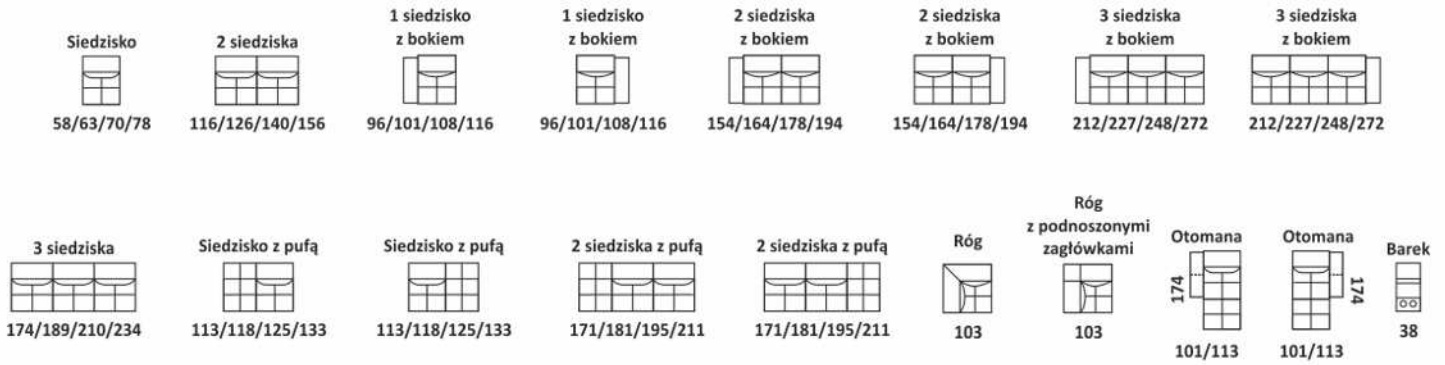 Siedzisko
58/63/70/78
2 siedziska
116/126/140/156
1 siedzisko
z bokiem
96/101/108/116
1 siedzisko
z bokiem
96/101/108/116
2 siedziska
z bokiem
154/164/178/194
2 siedziska
z bokiem
154/164/178/194
3 siedziska
z bokiem
212/227/248/272
3 siedziska
z bokiem
212/227/248/272
3 siedziska
174/189/210/234
Siedzisko z pufą
113/118/125/133
Siedzisko z pufą
113/118/125/133
2 siedziska z pufą
171/181/195/211
2 siedziska z pufą
171/181/195/211
Róg
103
Róg
z podnoszonymi
zagłówkami
103
Otomana
174
101/113
Otomana
174
101/113
Barek
38